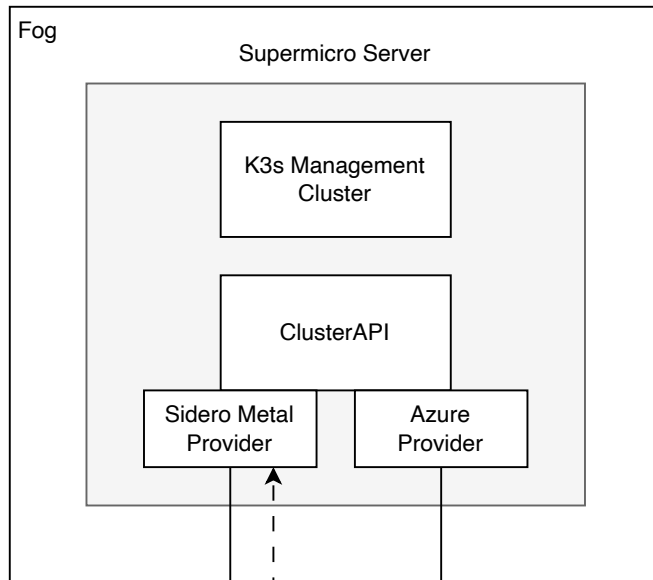 Fog
Supermicro Server
K3s Management
Cluster
ClusterAPI
Sidero Metal
Provider
Azure
Provider